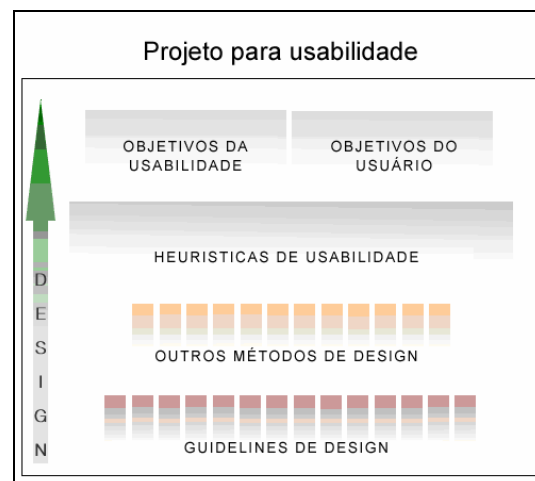 Projeto para usabilidade
OBJETIVOS DA
USABILIDADE
OBJETIVOS DO
USUÁRIO
HEURISTICAS DE USABILIDADE
OUTROS MÉTODOS DE DESIGN
GUIDELINES DE DESIGN
D
E
S
I
G
N